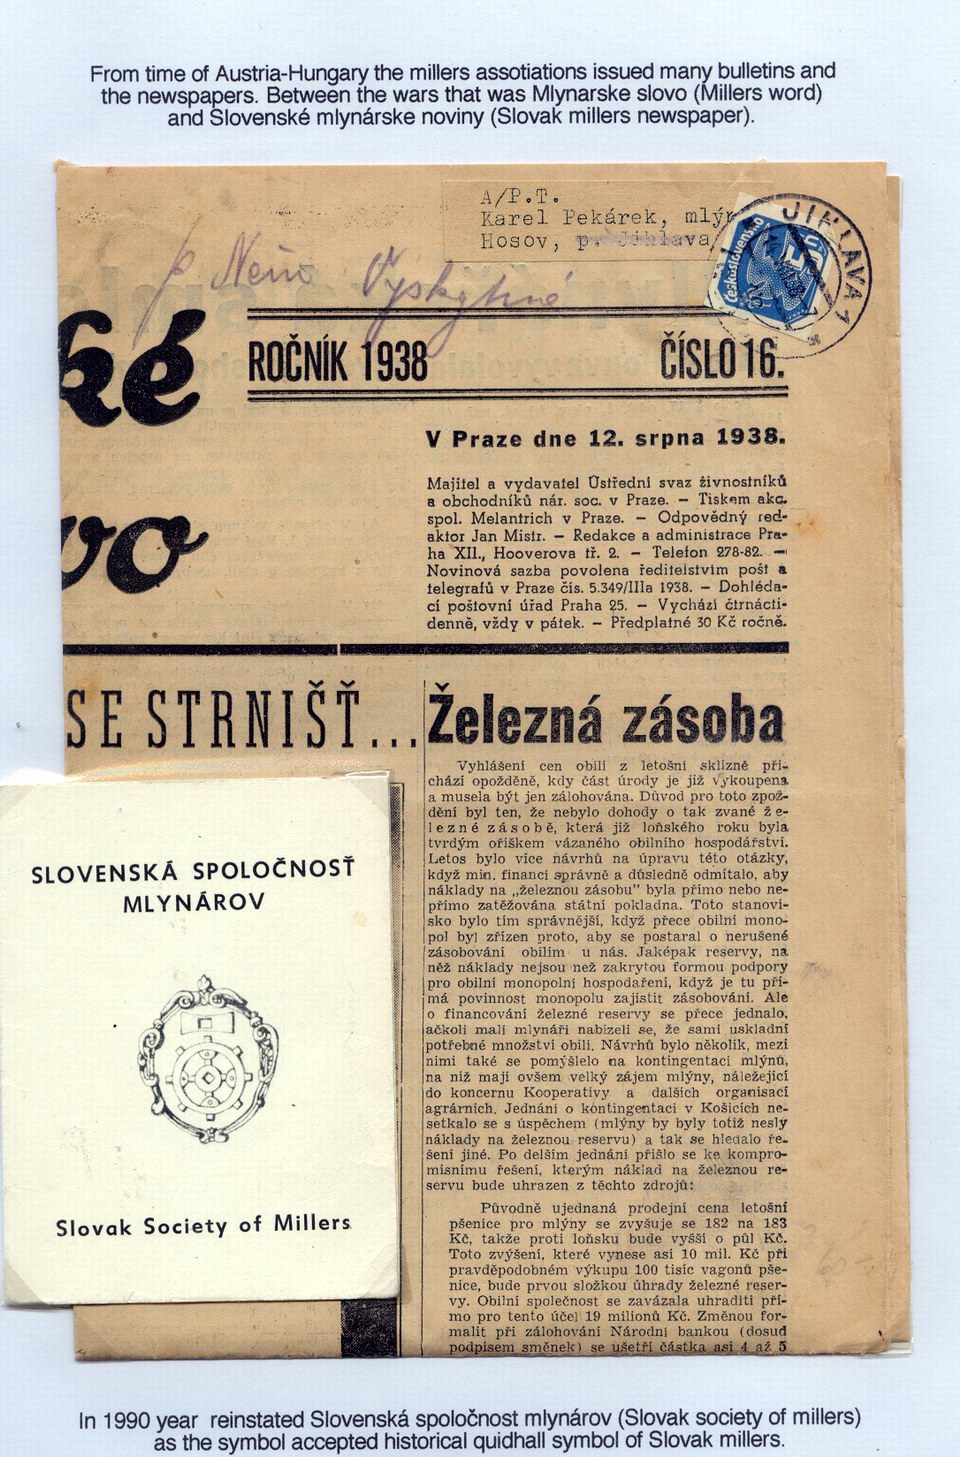 From time of Austria-Hungary the millers assotiations issued many bulletins and
the newspapers. Between the wars that was Mlynarske slovo (Millers word)
and Slovenské mlynárske noviny (Slovak millers newspaper).
A/P.T.
Karel Pekárek, mlýn
Hosov, p. Jihlava
Československo
JIHLAVA 1
Vyskytná
ké
ROČNÍK 1938
ČÍSLO 16.
vo
V Praze dne 12. srpna 1938.
Majitel a vydavatel Ústřední svaz živnostníků
a obchodníků nár. soc. v Praze. — Tiskem akc.
spol. Melantrich v Praze. — Odpovědný red-
aktor Jan Mistr. — Redakce a administrace Pra-
ha XII., Hooverova tř. 2. — Telefon 278-82. —
Novinová sazba povolena ředitelstvím pošt a
telegrafů v Praze čís. 5.349/IIIa 1938. — Dohléda-
cí poštovní úřad Praha 25. — Vychází čtrnácti-
denně, vždy v pátek. — Předplatné 30 Kč ročně.
SE STRNIŠŤ...
Železná zásoba
Vyhlášení cen obilí z letošní sklizně při-
chází opožděně, kdy část úrody je již vykoupena
a musela být jen zálohována. Důvod pro toto zpož-
dění byl ten, že nebylo dohody o tak zvané že-
lezné zásobě, která již loňského roku byla
tvrdým oříškem vázaného obilního hospodářství.
Letos bylo více návrhů na úpravu této otázky,
když min. financí správně a důsledně odmítalo, aby
náklady na „železnou zásobu" byla přímo nebo ne-
přímo zatěžována státní pokladna. Toto stanovi-
sko bylo tím správnější, když přece obilní mono-
pol byl zřízen proto, aby se postaral o nerušené
zásobování obilím u nás. Jaképak reservy, na
něž náklady nejsou než zakrytou formou podpory
pro obilní monopolní hospodaření, když je tu pří-
má povinnost monopolu zajistit zásobování. Ale
o financování železné reservy se přece jednalo,
ačkoli malí mlynáři nabízeli se, že sami uskladní
potřebné množství obilí. Návrhů bylo několik, mezi
nimi také se pomýšlelo na kontingentaci mlýnů,
na níž mají ovšem velký zájem mlýny, náležející
do koncernu Kooperativy a dalších organisací
agrárních. Jednání o kontingentaci v Košicích ne-
setkalo se s úspěchem (mlýny by byly totiž nesly
náklady na železnou reservu) a tak se hledalo ře-
šení jiné. Po delším jednání přišlo se ke kompro-
misnímu řešení, kterým náklad na železnou re-
servu bude uhrazen z těchto zdrojů:
Původně ujednaná prodejní cena letošní
pšenice pro mlýny se zvyšuje se 182 na 183
Kč, takže proti loňsku bude vyšší o půl Kč.
Toto zvýšení, které vynese asi 10 mil. Kč při
pravděpodobném výkupu 100 tisíc vagonů pše-
nice, bude prvou složkou úhrady železné reser-
vy. Obilní společnost se zavázala uhraditi pří-
mo pro tento účel 19 milionů Kč. Změnou for-
malit při zálohování Národní bankou (dosud
podpisem směnek) se ušetří částka asi 4 až 5
SLOVENSKÁ SPOLOČNOSŤ
MLYNÁROV
Slovak Society of Millers
In 1990 year reinstated Slovenská spoločnost mlynárov (Slovak society of millers)
as the symbol accepted historical quidhall symbol of Slovak millers.